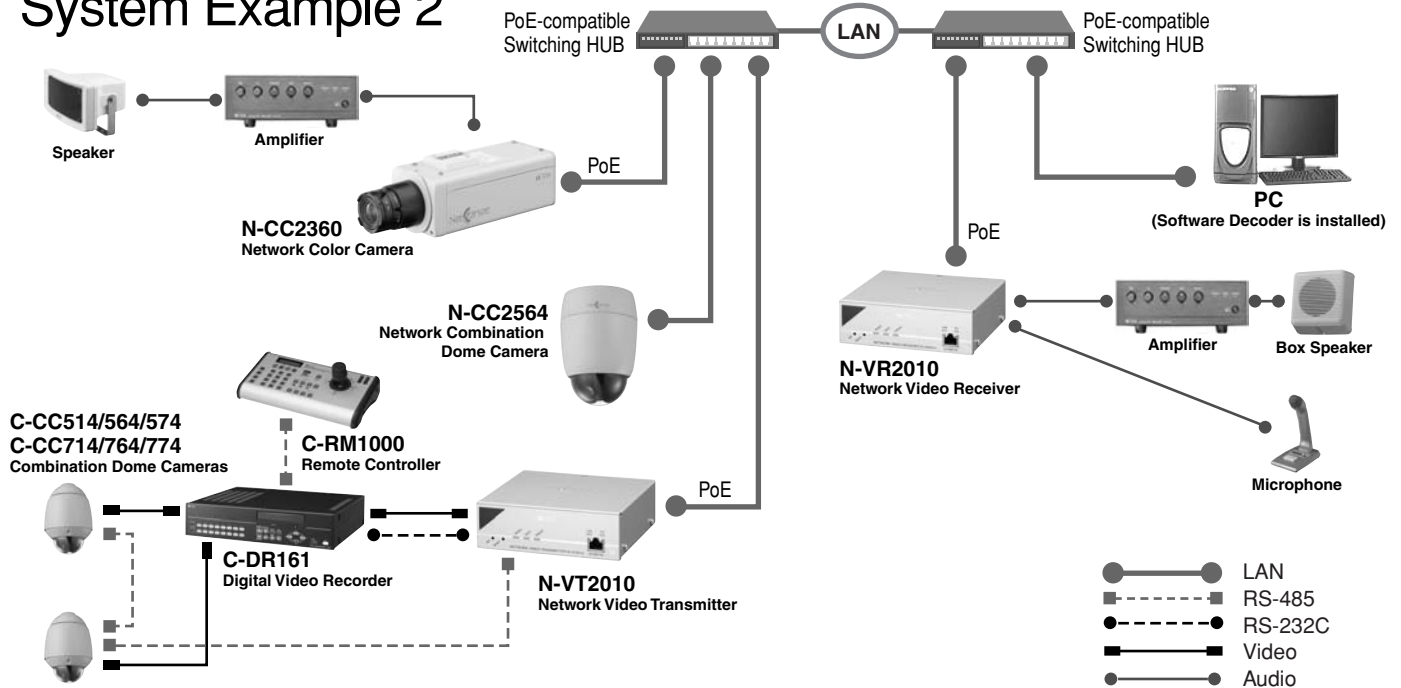 System Example 2
PoE-compatible
Switching HUB
LAN
PoE-compatible
Switching HUB
Speaker
Amplifier
PoE
N-CC2360
Network Color Camera
PC
(Software Decoder is installed)
PoE
N-CC2564
Network Combination
Dome Camera
N-VR2010
Network Video Receiver
Amplifier
Box Speaker
Microphone
C-CC514/564/574
C-CC714/764/774
Combination Dome Cameras
C-RM1000
Remote Controller
PoE
C-DR161
Digital Video Recorder
N-VT2010
Network Video Transmitter
LAN
RS-485
RS-232C
Video
Audio